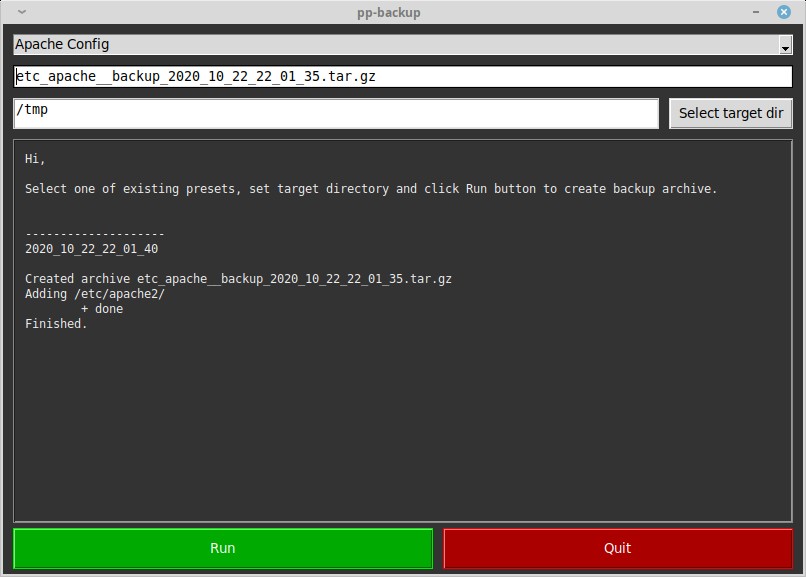 pp-backup
Apache Config
etc_apache__backup_2020_10_22_22_01_35.tar.gz
/tmp
Select target dir
Hi,
Select one of existing presets, set target directory and click Run button to create backup archive.
--------------------
2020_10_22_22_01_40
Created archive etc_apache__backup_2020_10_22_22_01_35.tar.gz
Adding /etc/apache2/
+ done
Finished.
Run
Quit